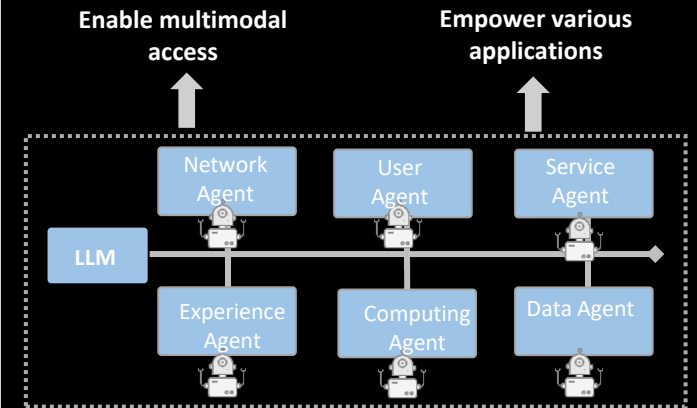 Enable multimodal
access
Empower various
applications
Network
Agent
User
Agent
Service
Agent
LLM
Experience
Agent
Computing
Agent
Data Agent